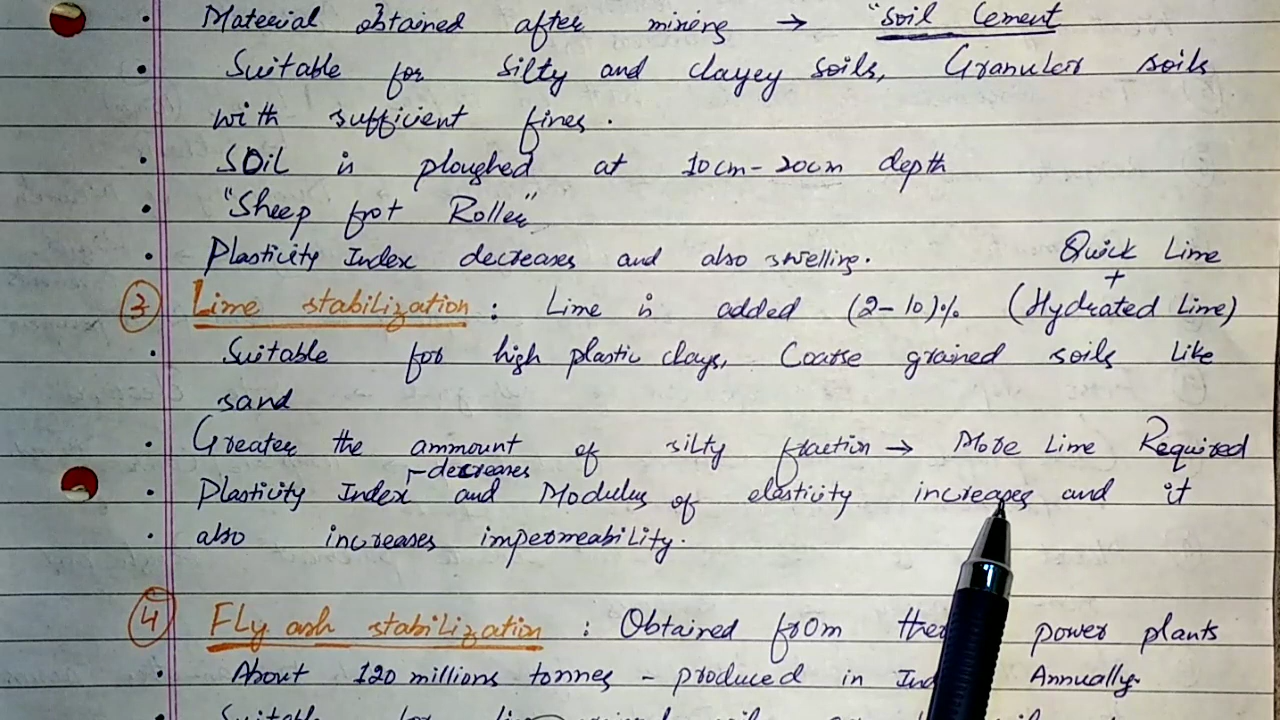 • Material obtained after mixing → "Soil Cement
• Suitable for Silty and clayey soils, Granular soils
with sufficient fines.
• SOil is ploughed at 10cm-20cm depth
• "Sheep foot Roller"
• Plasticity Index decreases and also swelling.
Quick Lime
+
③ Lime stabilization : Lime is added (2-10)% (Hydrated Lime)
• Suitable for high plastic clays, Coarse grained soils like
sand
• Greater the ammount of silty fraction → More Lime Required
decreases
• Plasticity Index and Modulus of elasticity increases and it
• also increases impermeability.
④ FLy ash stabilization : Obtained from power plants
• About 120 millions tonnes - produced in Annually.